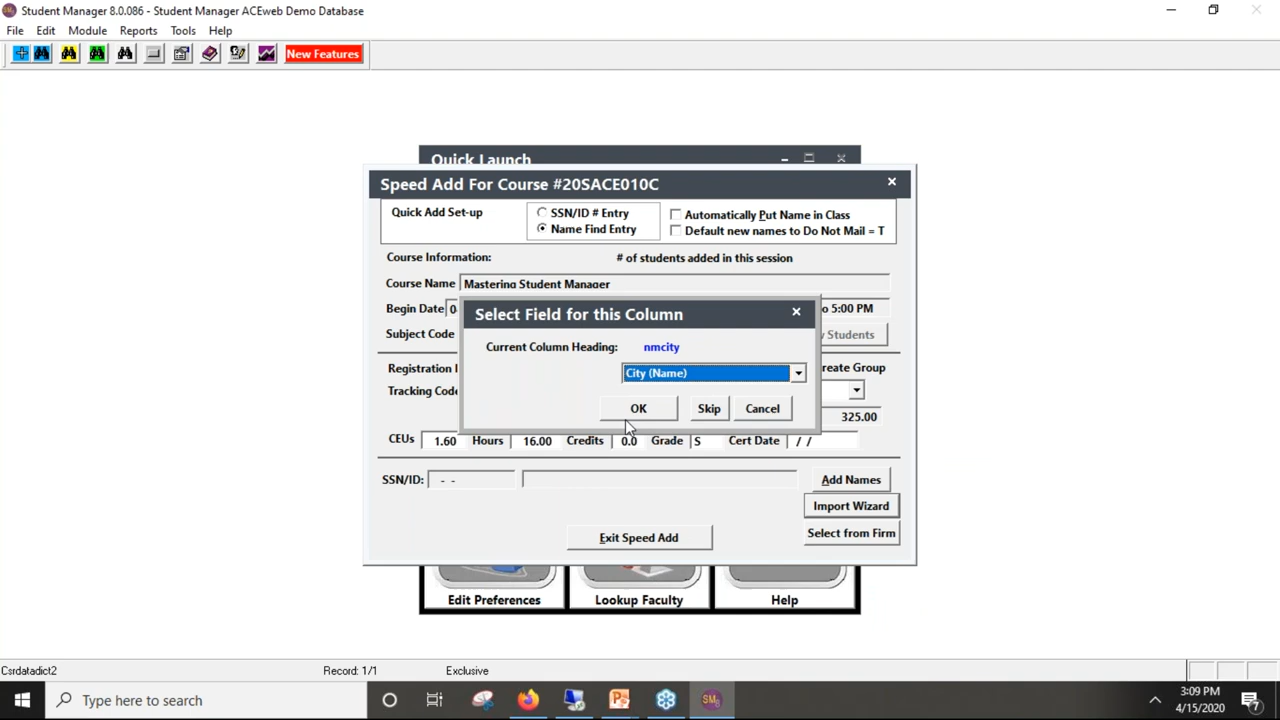 Student Manager 8.0.086 - Student Manager ACEweb Demo Database
File Edit Module Reports Tools Help
New Features
Quick Launch
Speed Add For Course #20SACE010C
Quick Add Set-up
SSN/ID # Entry
Name Find Entry
Automatically Put Name in Class
Default new names to Do Not Mail = T
Course Information:
# of students added in this session
Course Name Mastering Student Manager
Begin Date 0
o 5:00 PM
Subject Code
Students
Select Field for this Column
Current Column Heading: nmcity
City (Name)
OK Skip Cancel
Registration
reate Group
Tracking Code
325.00
CEUs 1.60 Hours 16.00 Credits 0.0 Grade S Cert Date / /
SSN/ID: - -
Add Names
Import Wizard
Select from Firm
Exit Speed Add
Edit Preferences Lookup Faculty Help
Csrdatadict2 Record: 1/1 Exclusive
Type here to search
3:09 PM
4/15/2020
7